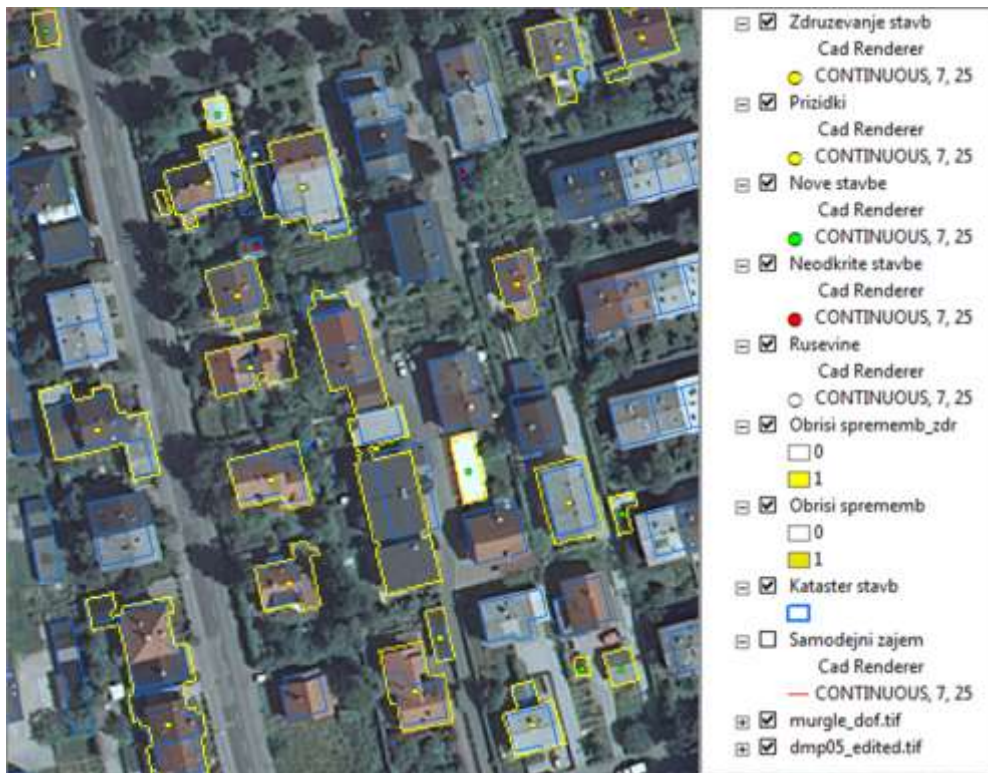 Zdruzevanje stavb
Cad Renderer
CONTINUOUS, 7, 25
Prizidki
Cad Renderer
CONTINUOUS, 7, 25
Nove stavbe
Cad Renderer
CONTINUOUS, 7, 25
Neodkrite stavbe
Cad Renderer
CONTINUOUS, 7, 25
Rusevine
Cad Renderer
CONTINUOUS, 7, 25
Obrisi sprememb_zdr
0
1
Obrisi sprememb
0
1
Kataster stavb
Samodejni zajem
Cad Renderer
CONTINUOUS, 7, 25
murgle_dof.tif
dmp05_edited.tif